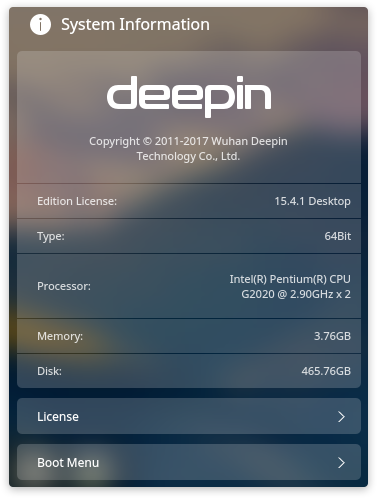 System Information
deepin
Copyright © 2011-2017 Wuhan Deepin
Technology Co., Ltd.
Edition License: 15.4.1 Desktop
Type: 64Bit
Processor: Intel(R) Pentium(R) CPU
G2020 @ 2.90GHz x 2
Memory: 3.76GB
Disk: 465.76GB
License
Boot Menu